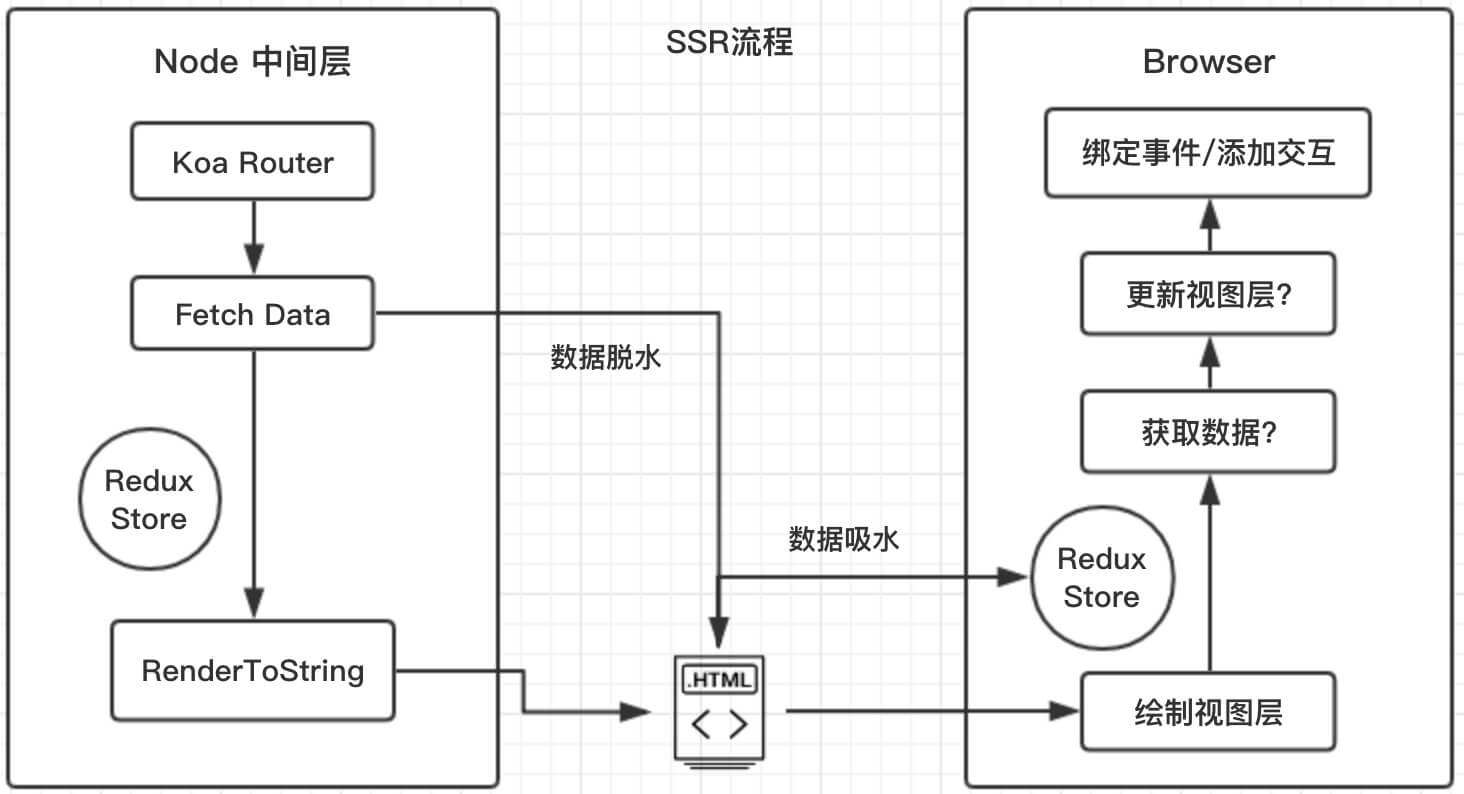 SSR流程
Node 中间层
Koa Router
Fetch Data
数据脱水
Redux
Store
RenderToString
.HTML
< >
数据吸水
Browser
绑定事件/添加交互
更新视图层?
获取数据?
Redux
Store
绘制视图层